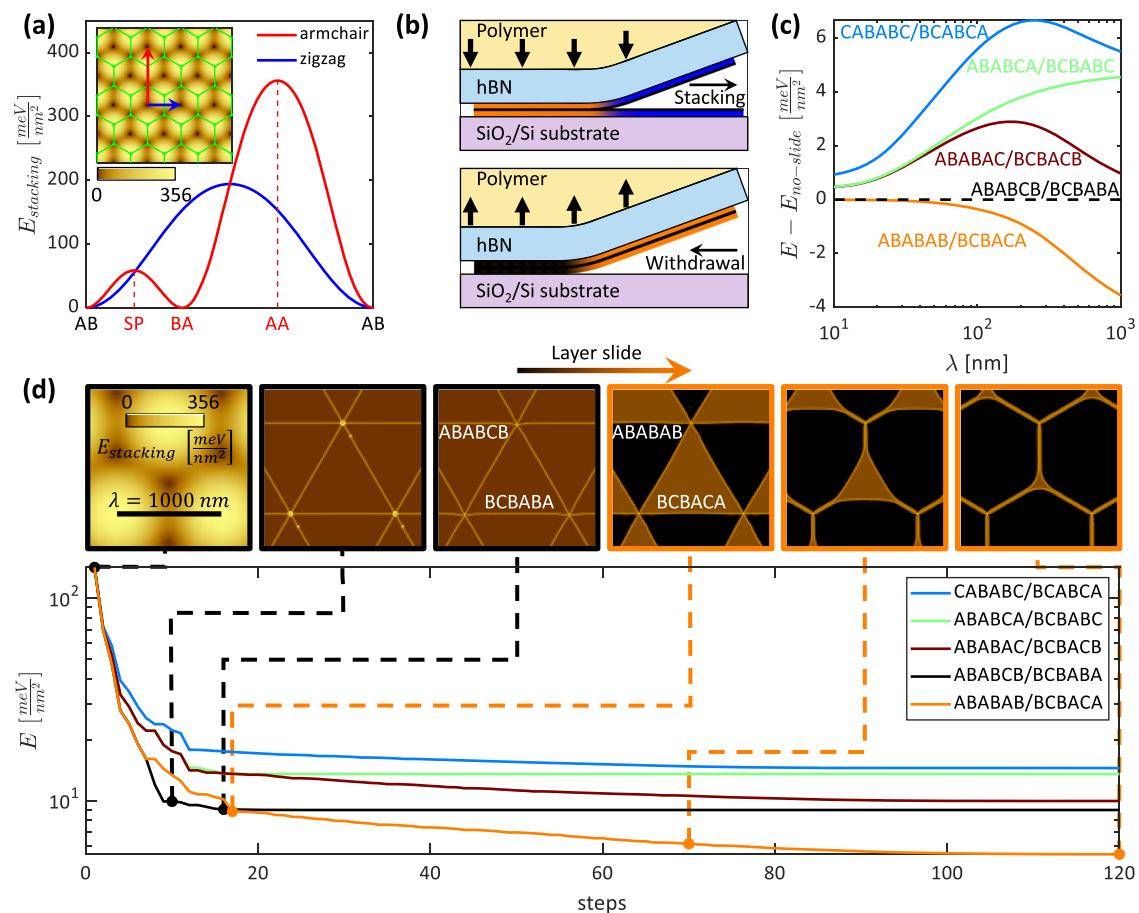 (a)
400
300
200
100
0
E_stacking [meV/nm²]
armchair
zigzag
0 356
AB SP BA AA AB
(b)
Polymer
hBN
Stacking
SiO₂/Si substrate
Polymer
hBN
Withdrawal
SiO₂/Si substrate
(c)
6
4
2
0
-2
-4
E − E_no−slide [meV/nm²]
CABABC/BCABCA
ABABCA/BCBABC
ABABAC/BCBACB
ABABCB/BCBABA
ABABAB/BCBACA
10¹ 10² 10³
λ [nm]
Layer slide
(d)
0 356
E_stacking [meV/nm²]
λ = 1000 nm
ABABCB
BCBABA
ABABAB
BCBACA
10²
10¹
E [meV/nm²]
CABABC/BCABCA
ABABCA/BCBABC
ABABAC/BCBACB
ABABCB/BCBABA
ABABAB/BCBACA
0 20 40 60 80 100 120
steps